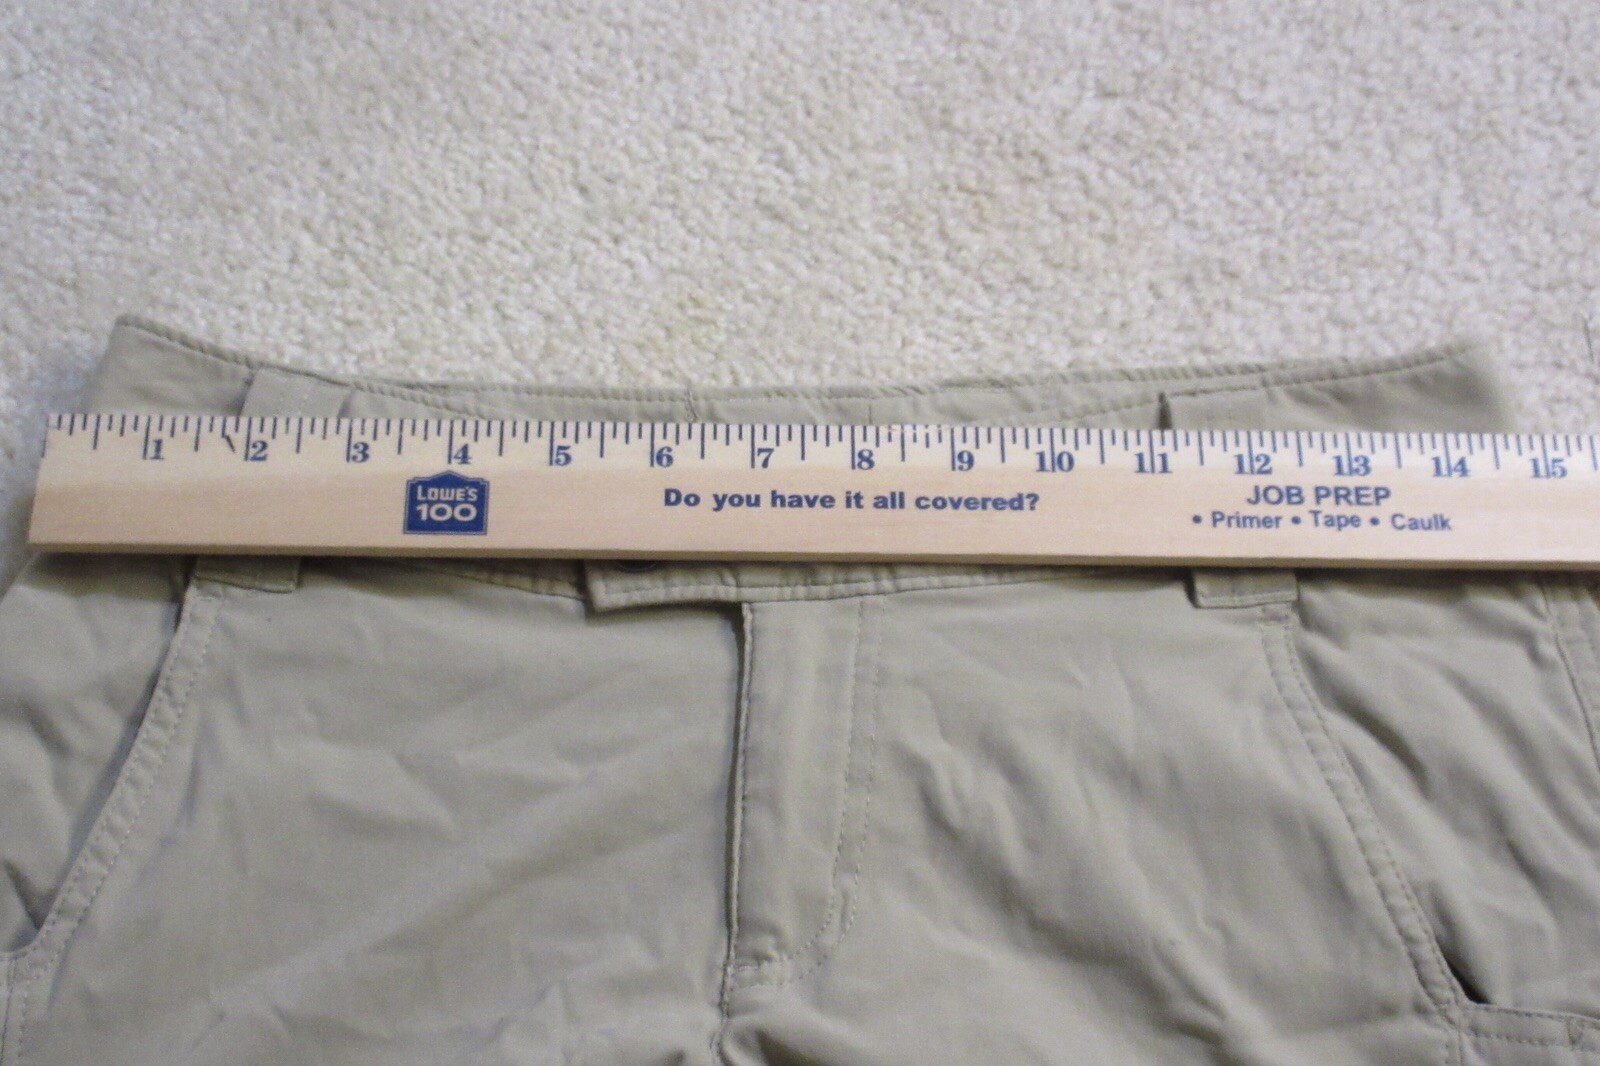 1 2 3 4 5 6 7 8 9 10 11 12 13 14 15
LOWE'S
100
Do you have it all covered?
JOB PREP
• Primer • Tape • Caulk